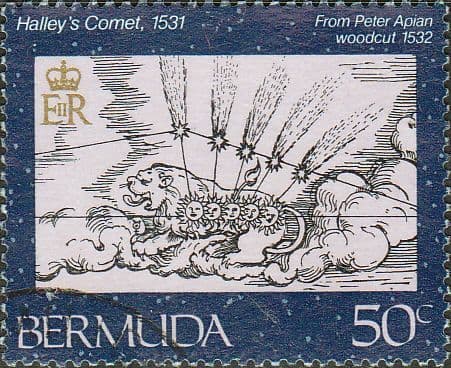 Halley's Comet, 1531
From Peter Apian
woodcut 1532
EIIR
BERMUDA
50c